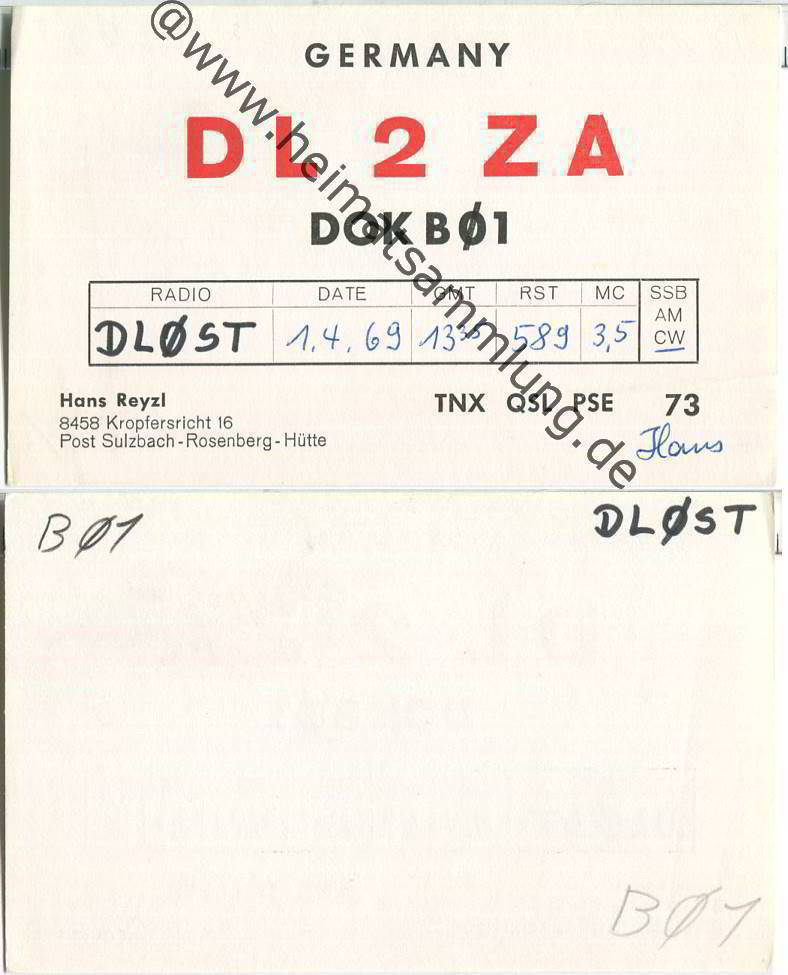 GERMANY
DL 2 ZA
DOK BØ1
RADIO DATE GMT RST MC SSB
AM
DLØST 1.4.69 13³⁵ 589 3,5 CW
Hans Reyzl TNX QSL PSE 73
8458 Kropfersricht 16
Post Sulzbach-Rosenberg-Hütte
Hans
@www.heimatsammlung.de
BØ1 DLØST
BØ1